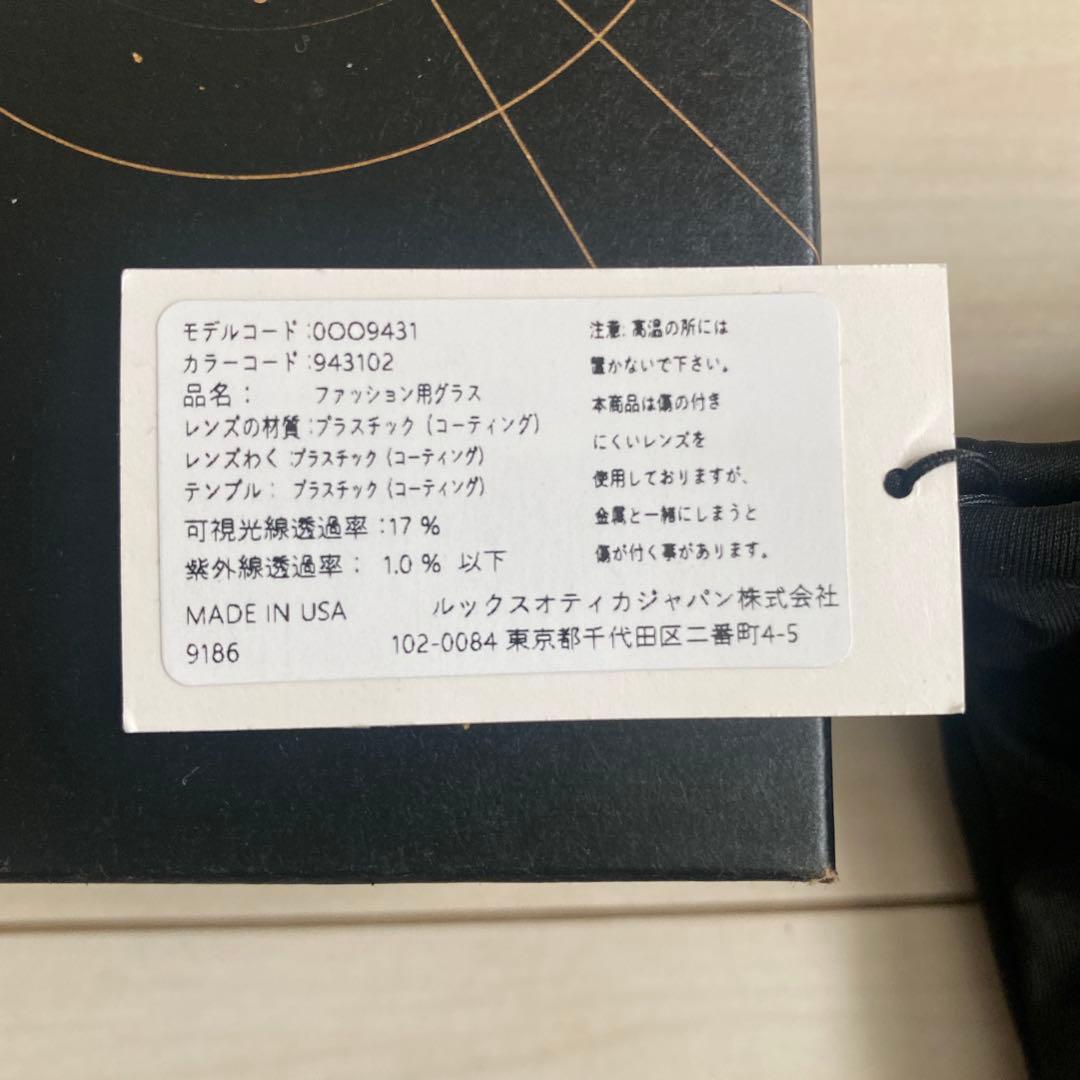 モデルコード:0OO9431
カラーコード:943102
品名： ファッション用グラス
レンズの材質:プラスチック (コーティング)
レンズわく:プラスチック (コーティング)
テンプル： プラスチック (コーティング)
可視光線透過率:17 %
紫外線透過率： 1.0 % 以下
注意: 高温の所には
置かないで下さい。
本商品は傷の付き
にくいレンズを
使用しておりますが、
金属と一緒にしまうと
傷が付く事があります。
MADE IN USA
ルックスオティカジャパン株式会社
9186
102-0084 東京都千代田区二番町4-5